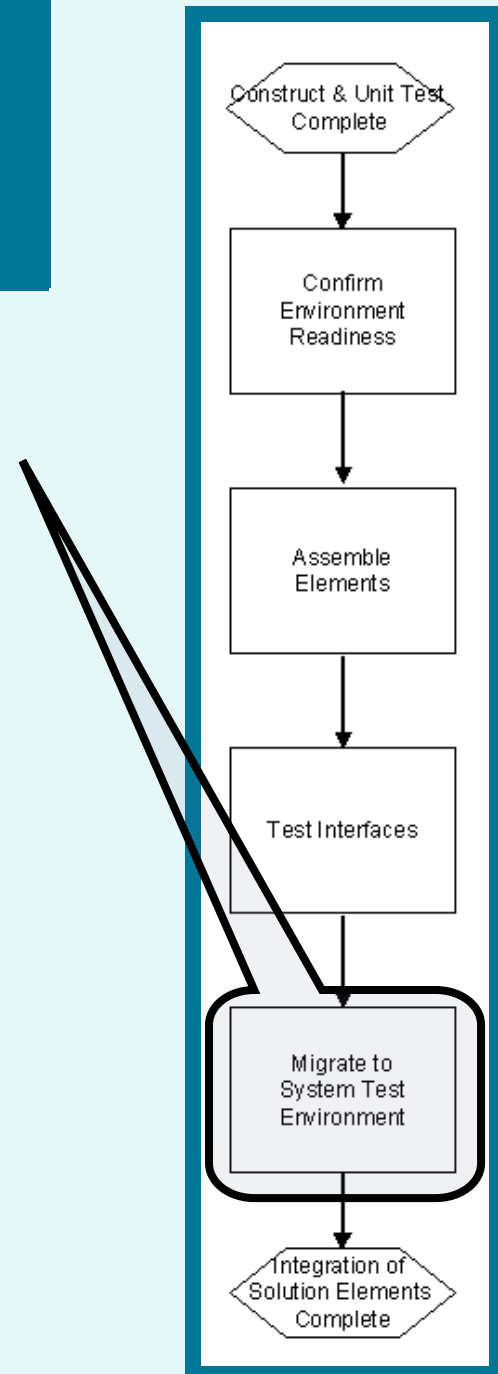 Construct & Unit Test
Complete
Confirm
Environment
Readiness
Assemble
Elements
Test Interfaces
Migrate to
System Test
Environment
Integration of
Solution Elements
Complete